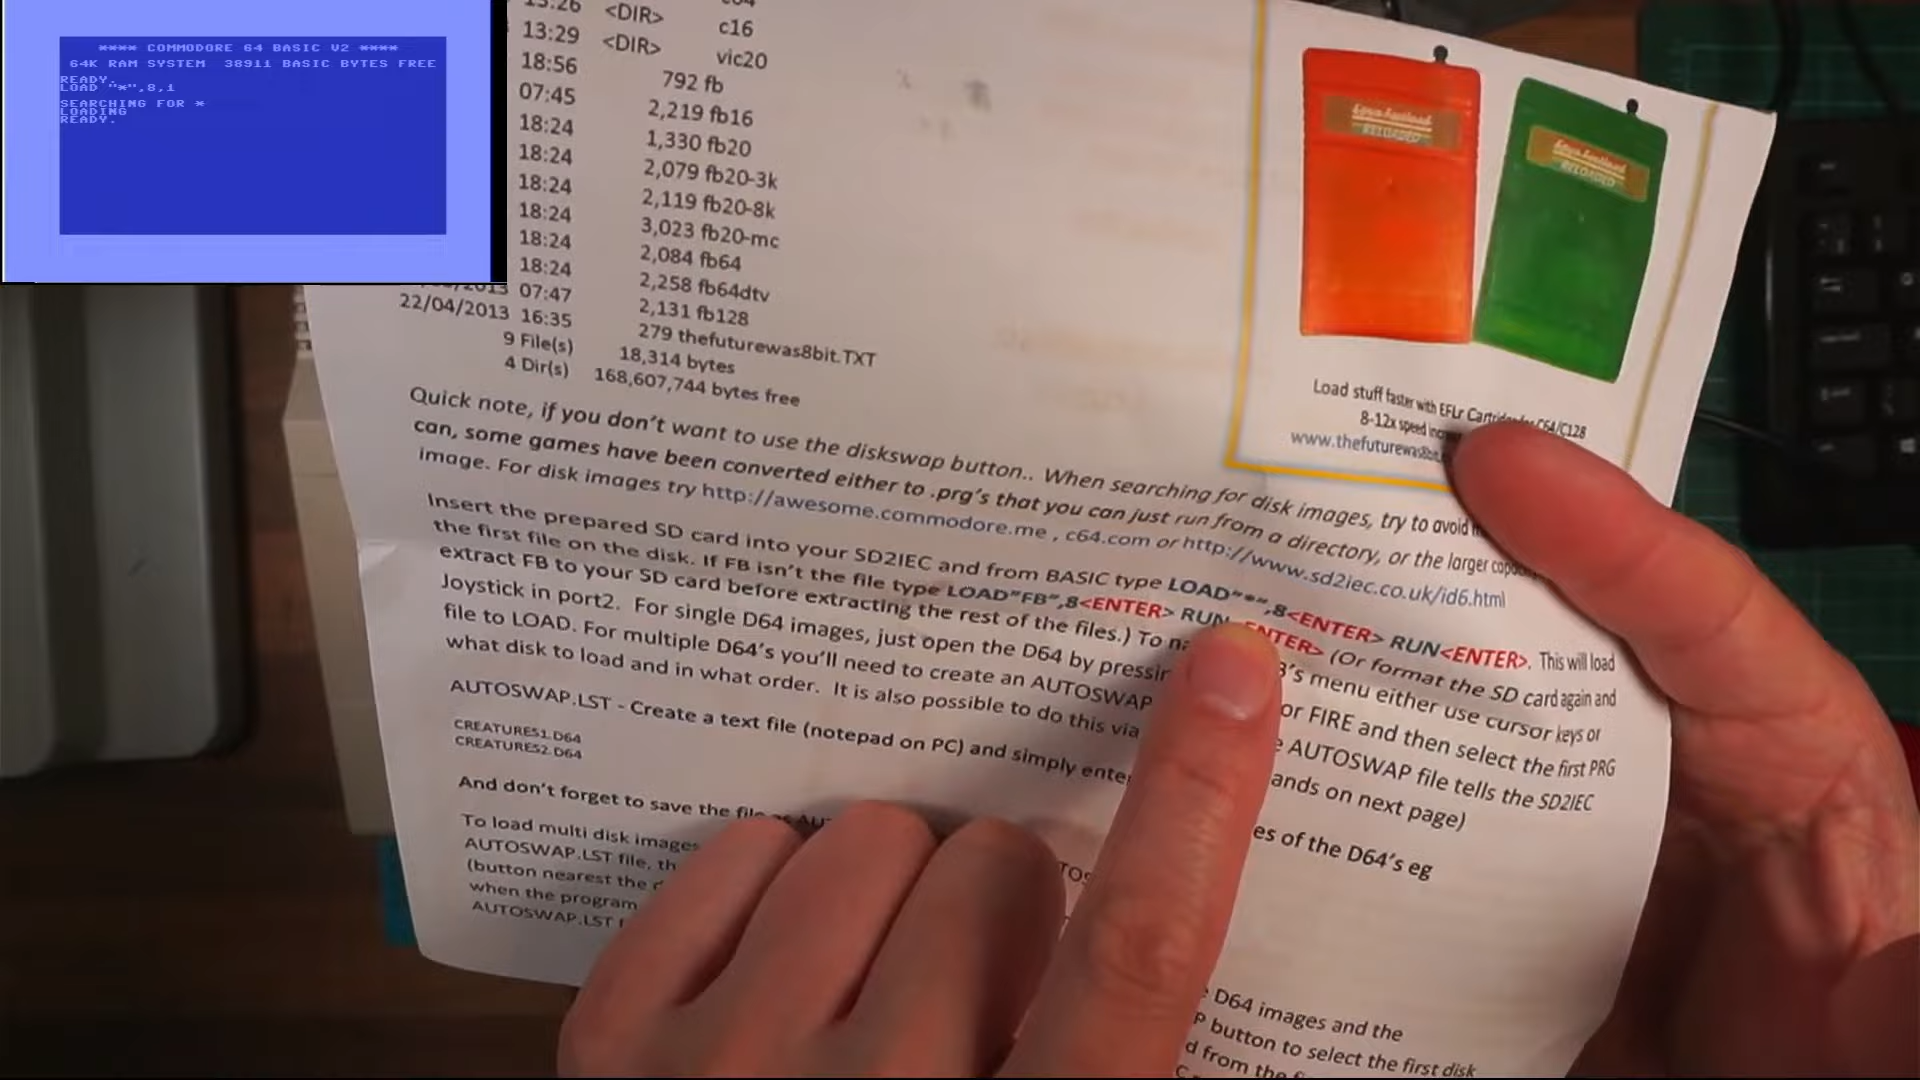 **** COMMODORE 64 BASIC V2 ****
64K RAM SYSTEM 38911 BASIC BYTES FREE
READY.
LOAD "*",8,1
SEARCHING FOR *
LOADING
READY.
13:26 <DIR> c64
13:29 <DIR> c16
18:56 <DIR> vic20
07:45 792 fb
18:24 2,219 fb16
18:24 1,330 fb20
18:24 2,079 fb20-3k
18:24 2,119 fb20-8k
18:24 3,023 fb20-mc
18:24 2,084 fb64
18:24 2,258 fb64dtv
07:47 2,131 fb128
22/04/2013 16:35 279 thefuturewas8bit.TXT
9 File(s) 18,314 bytes
4 Dir(s) 168,607,744 bytes free
RELOADED
RELOADED
Load stuff faster with EFLr C64/C128
8-12x speed
www.thefuturewas8bit
Quick note, if you don't want to use the diskswap button.. When searching for disk images, try to avoid
can, some games have been converted either to .prg's that you can just run from a directory, or the larger
image. For disk images try http://awesome.commodore.me , c64.com or http://www.sd2iec.co.uk/id6.html
Insert the prepared SD card into your SD2IEC and from BASIC type LOAD"*",8<ENTER> RUN<ENTER>. This will load
the first file on the disk. If FB isn't the file type LOAD"FB",8<ENTER> RUN<ENTER> (Or format the SD card again and
extract FB to your SD card before extracting the rest of the files.) To 's menu either use cursor keys or
Joystick in port2. For single D64 images, just open the D64 by or FIRE and then select the first PRG
file to LOAD. For multiple D64's you'll need to create an AUTOSWAP AUTOSWAP file tells the SD2IEC
what disk to load and in what order. It is also possible to do this via on next page)
AUTOSWAP.LST - Create a text file (notepad on PC) and simply of the D64's eg
CREATURES1.D64
CREATURES2.D64
And don't forget to save the file
To load multi disk images D64 images and the
AUTOSWAP.LST file, button to select the first disk
(button nearest the from the
when the program
AUTOSWAP.LST